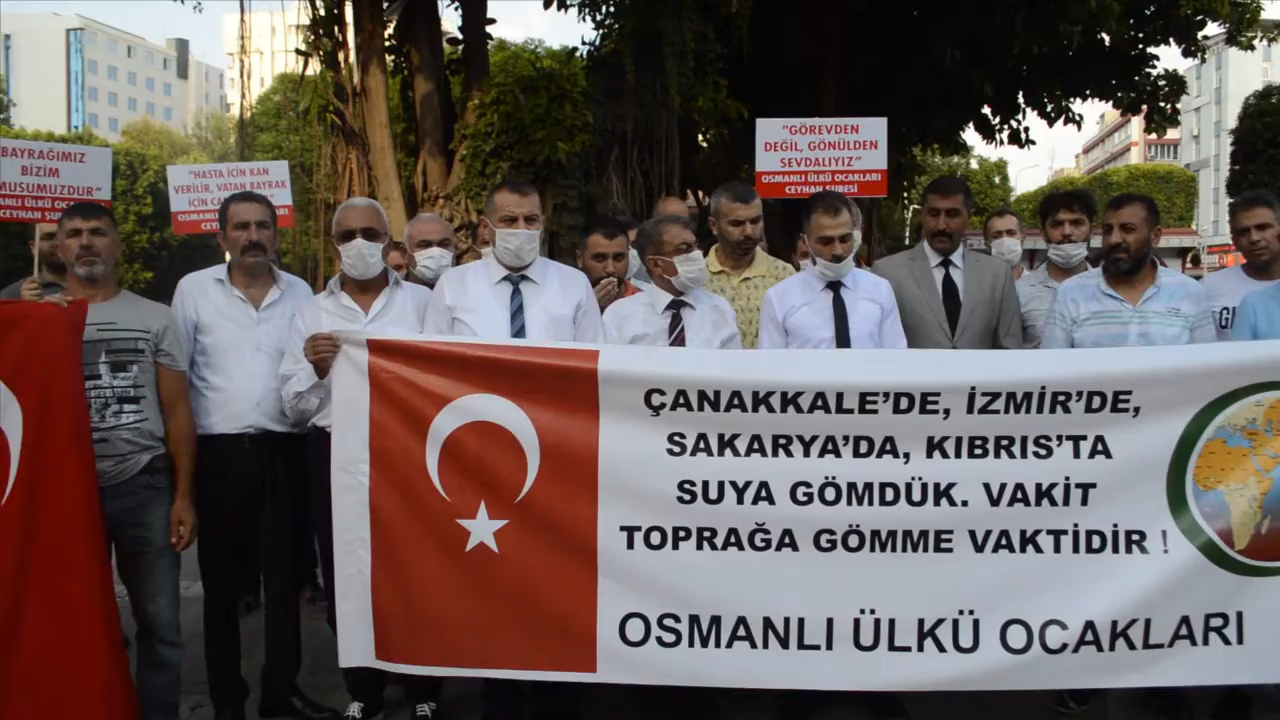 BAYRAĞIMIZ
BİZİM
MUSUMUZDUR"
CEYHAN ŞU
"HASTA İÇİN KAN
VERİLİR, VATAN BAYRAK
İÇİN
OSMANLI
"GÖREVDEN
DEĞİL, GÖNÜLDEN
SEVDALIYIZ"
OSMANLI ÜLKÜ OCAKLARI
CEYHAN ŞUBESİ
ÇANAKKALE'DE, İZMİR'DE,
SAKARYA'DA, KIBRIS'TA
SUYA GÖMDÜK. VAKİT
TOPRAĞA GÖMME VAKTİDİR !
OSMANLI ÜLKÜ OCAKLARI